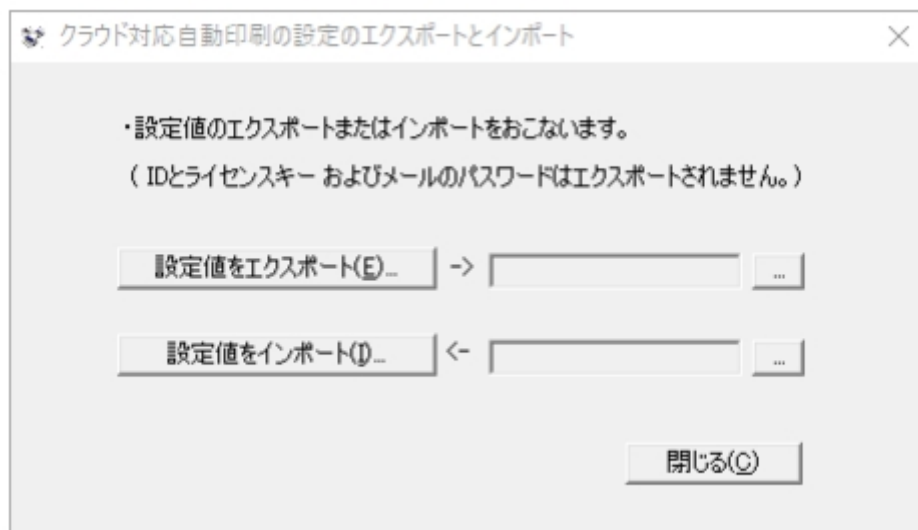 クラウド対応自動印刷の設定のエクスポートとインポート
・設定値のエクスポートまたはインポートをおこないます。
( IDとライセンスキー およびメールのパスワードはエクスポートされません。)
設定値をエクスポート(E)... -> ...
設定値をインポート(I)... <- ...
閉じる(C)